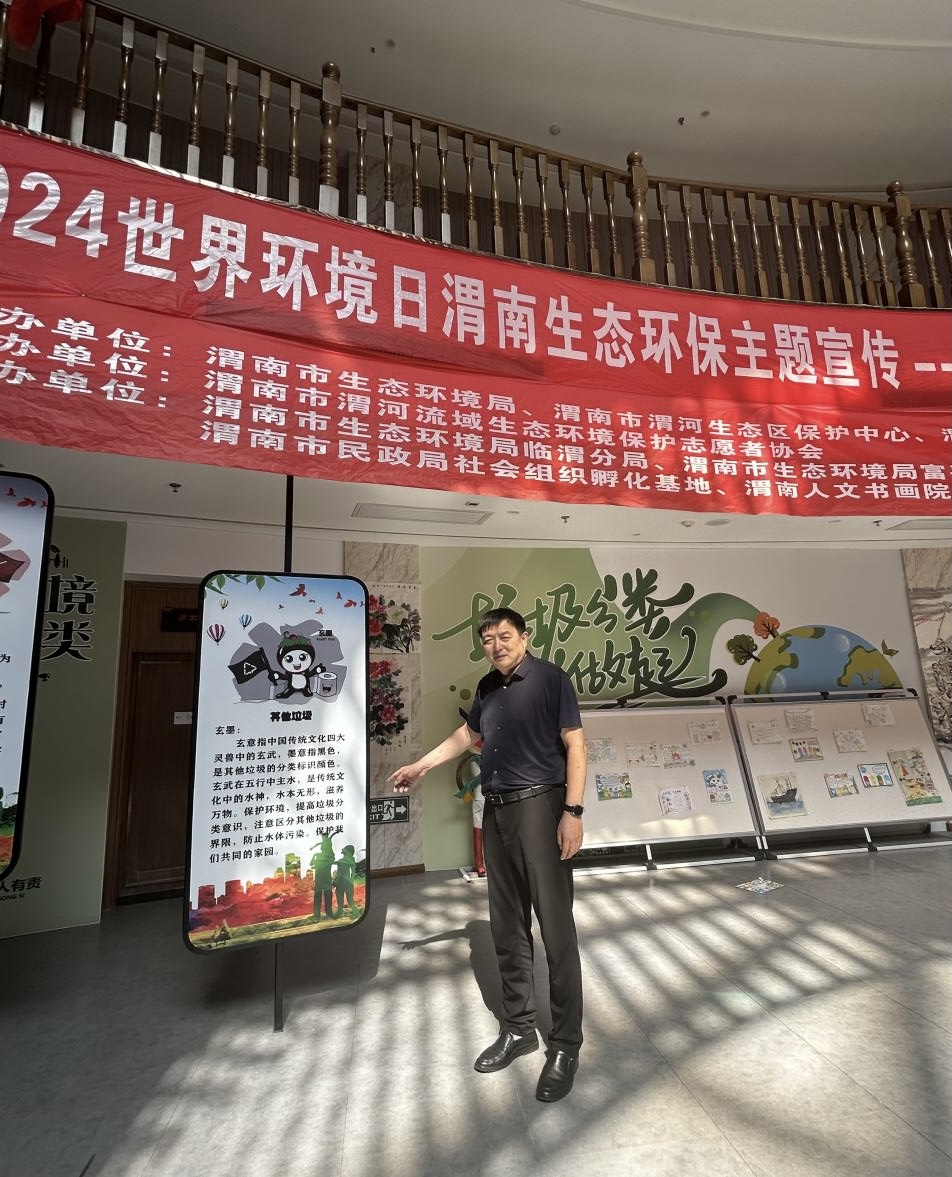 024世界环境日渭南生态环保主题宣传--
办单位：渭南市生态环境局、渭南市渭河生态区保护中心、
办单位：渭南市渭河流域生态环境保护志愿者协会
办单位：渭南市生态环境局临渭分局、渭南市生态环境局富
渭南市民政局社会组织孵化基地、渭南人文书画院
境
类
人有责
玄墨
其他垃圾
玄墨：
玄意指中国传统文化四大
灵兽中的玄武，墨意指黑色，
是其他垃圾的分类标识颜色。
玄武在五行中主水，是传统文
化中的水神，水本无形，滋养
万物。保护环境，提高垃圾分
类意识，注意区分其他垃圾的
界限，防止水体污染。保护我
们共同的家园。
垃圾分类
从我做起
出口
EXIT